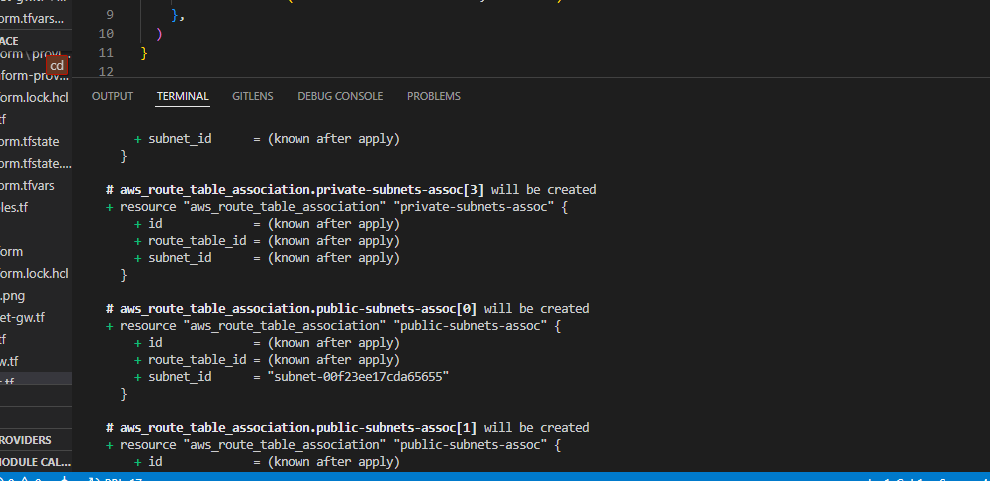 orm.tfvars...
ACE
cd
form-prov...
orm.lock.hcl
tf
orm.tfstate
orm.tfstate....
orm.tfvars
les.tf
orm
orm.lock.hcl
.png
et-gw.tf
tf
w.tf
ROVIDERS
MODULE CAL...
9 },
10 )
11 }
12
OUTPUT TERMINAL GITLENS DEBUG CONSOLE PROBLEMS
+ subnet_id = (known after apply)
}
# aws_route_table_association.private-subnets-assoc[3] will be created
+ resource "aws_route_table_association" "private-subnets-assoc" {
+ id = (known after apply)
+ route_table_id = (known after apply)
+ subnet_id = (known after apply)
}
# aws_route_table_association.public-subnets-assoc[0] will be created
+ resource "aws_route_table_association" "public-subnets-assoc" {
+ id = (known after apply)
+ route_table_id = (known after apply)
+ subnet_id = "subnet-00f23ee17cda65655"
}
# aws_route_table_association.public-subnets-assoc[1] will be created
+ resource "aws_route_table_association" "public-subnets-assoc" {
+ id = (known after apply)